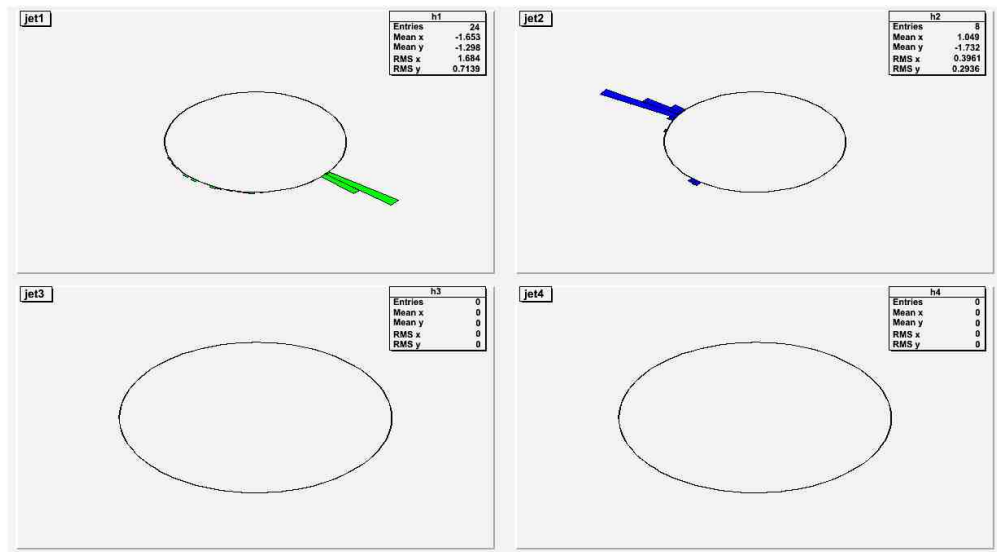 jet1
h1
Entries 24
Mean x -1.653
Mean y -1.298
RMS x 1.684
RMS y 0.7139
jet2
h2
Entries 8
Mean x 1.049
Mean y -1.732
RMS x 0.3961
RMS y 0.2936
jet3
h3
Entries 0
Mean x 0
Mean y 0
RMS x 0
RMS y 0
jet4
h4
Entries 0
Mean x 0
Mean y 0
RMS x 0
RMS y 0